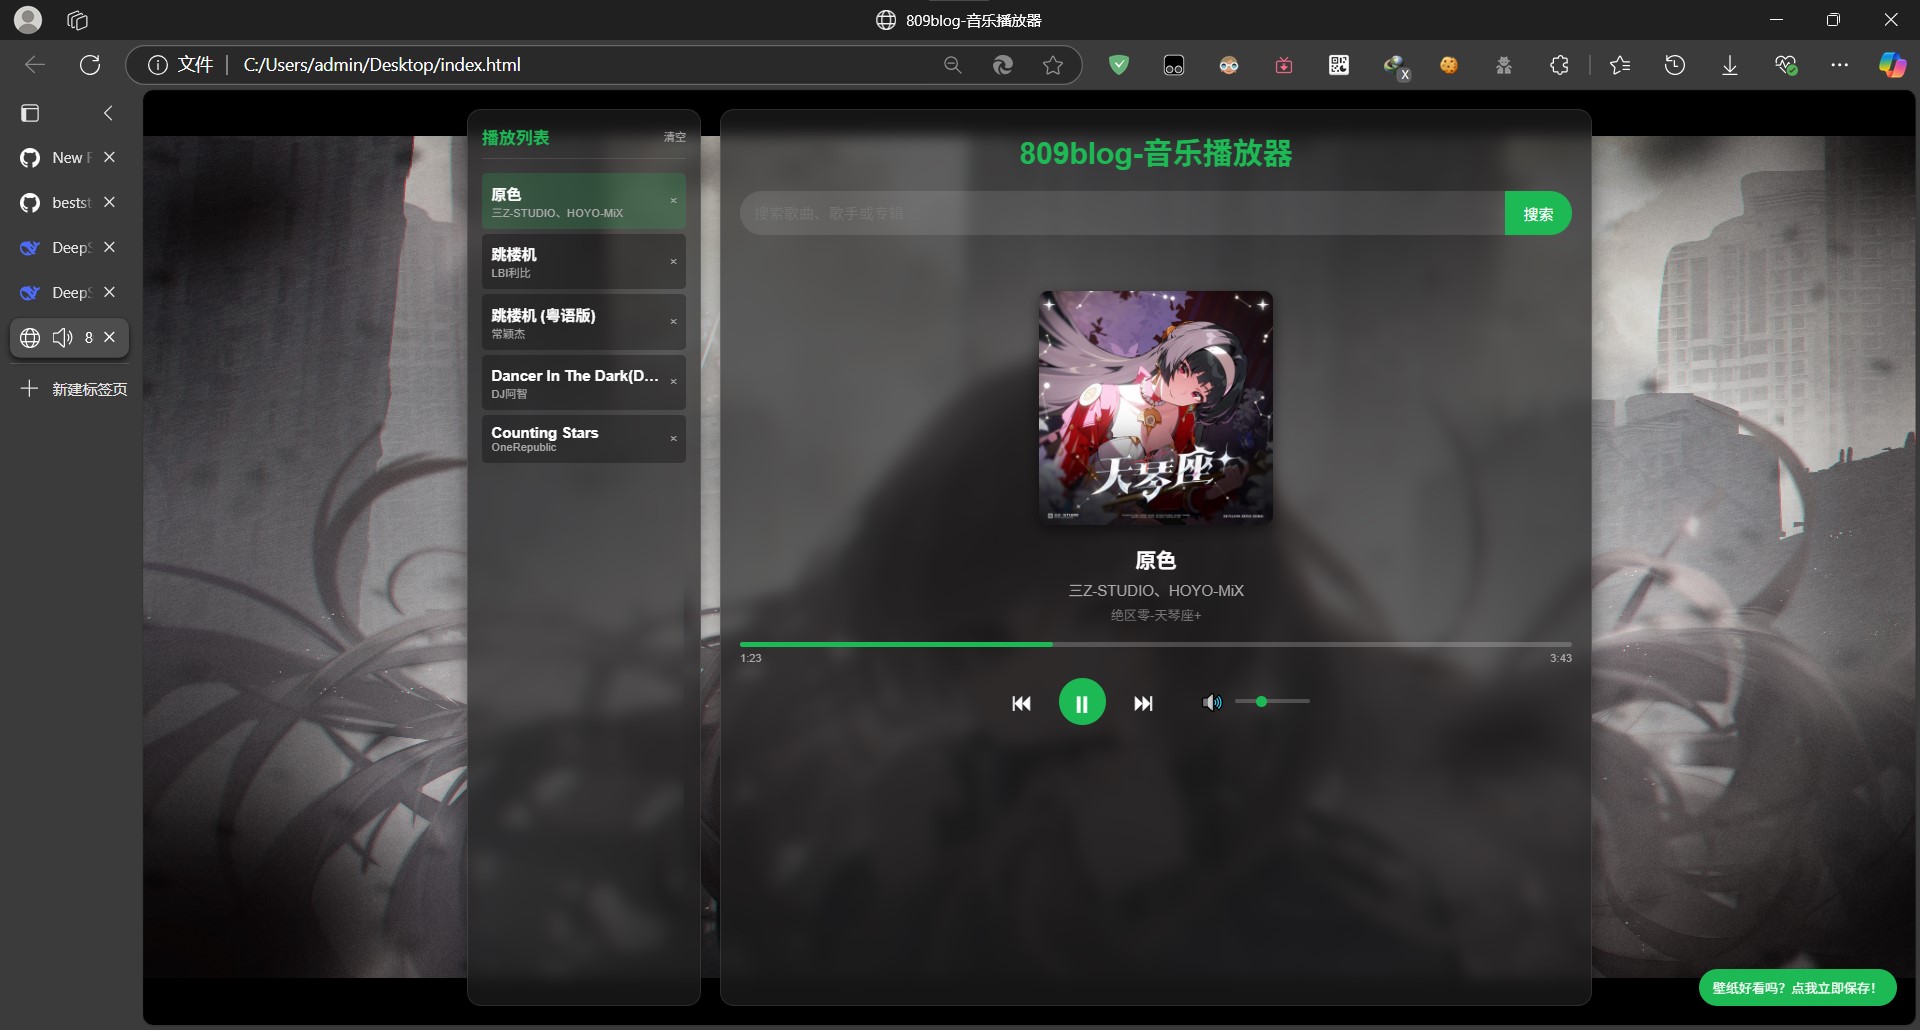 809blog-音乐播放器
文件
C:/Users/admin/Desktop/index.html
X
New
bestst
Deep
Deep
8
新建标签页
播放列表
清空
原色
三Z-STUDIO、HOYO-MiX
跳楼机
LBI利比
跳楼机 (粤语版)
常颖杰
Dancer In The Dark(D...
DJ阿智
Counting Stars
OneRepublic
809blog-音乐播放器
搜索歌曲、歌手或专辑...
搜索
天琴座
原色
三Z-STUDIO、HOYO-MiX
绝区零-天琴座+
1:23
3:43
壁纸好看吗？点我立即保存！